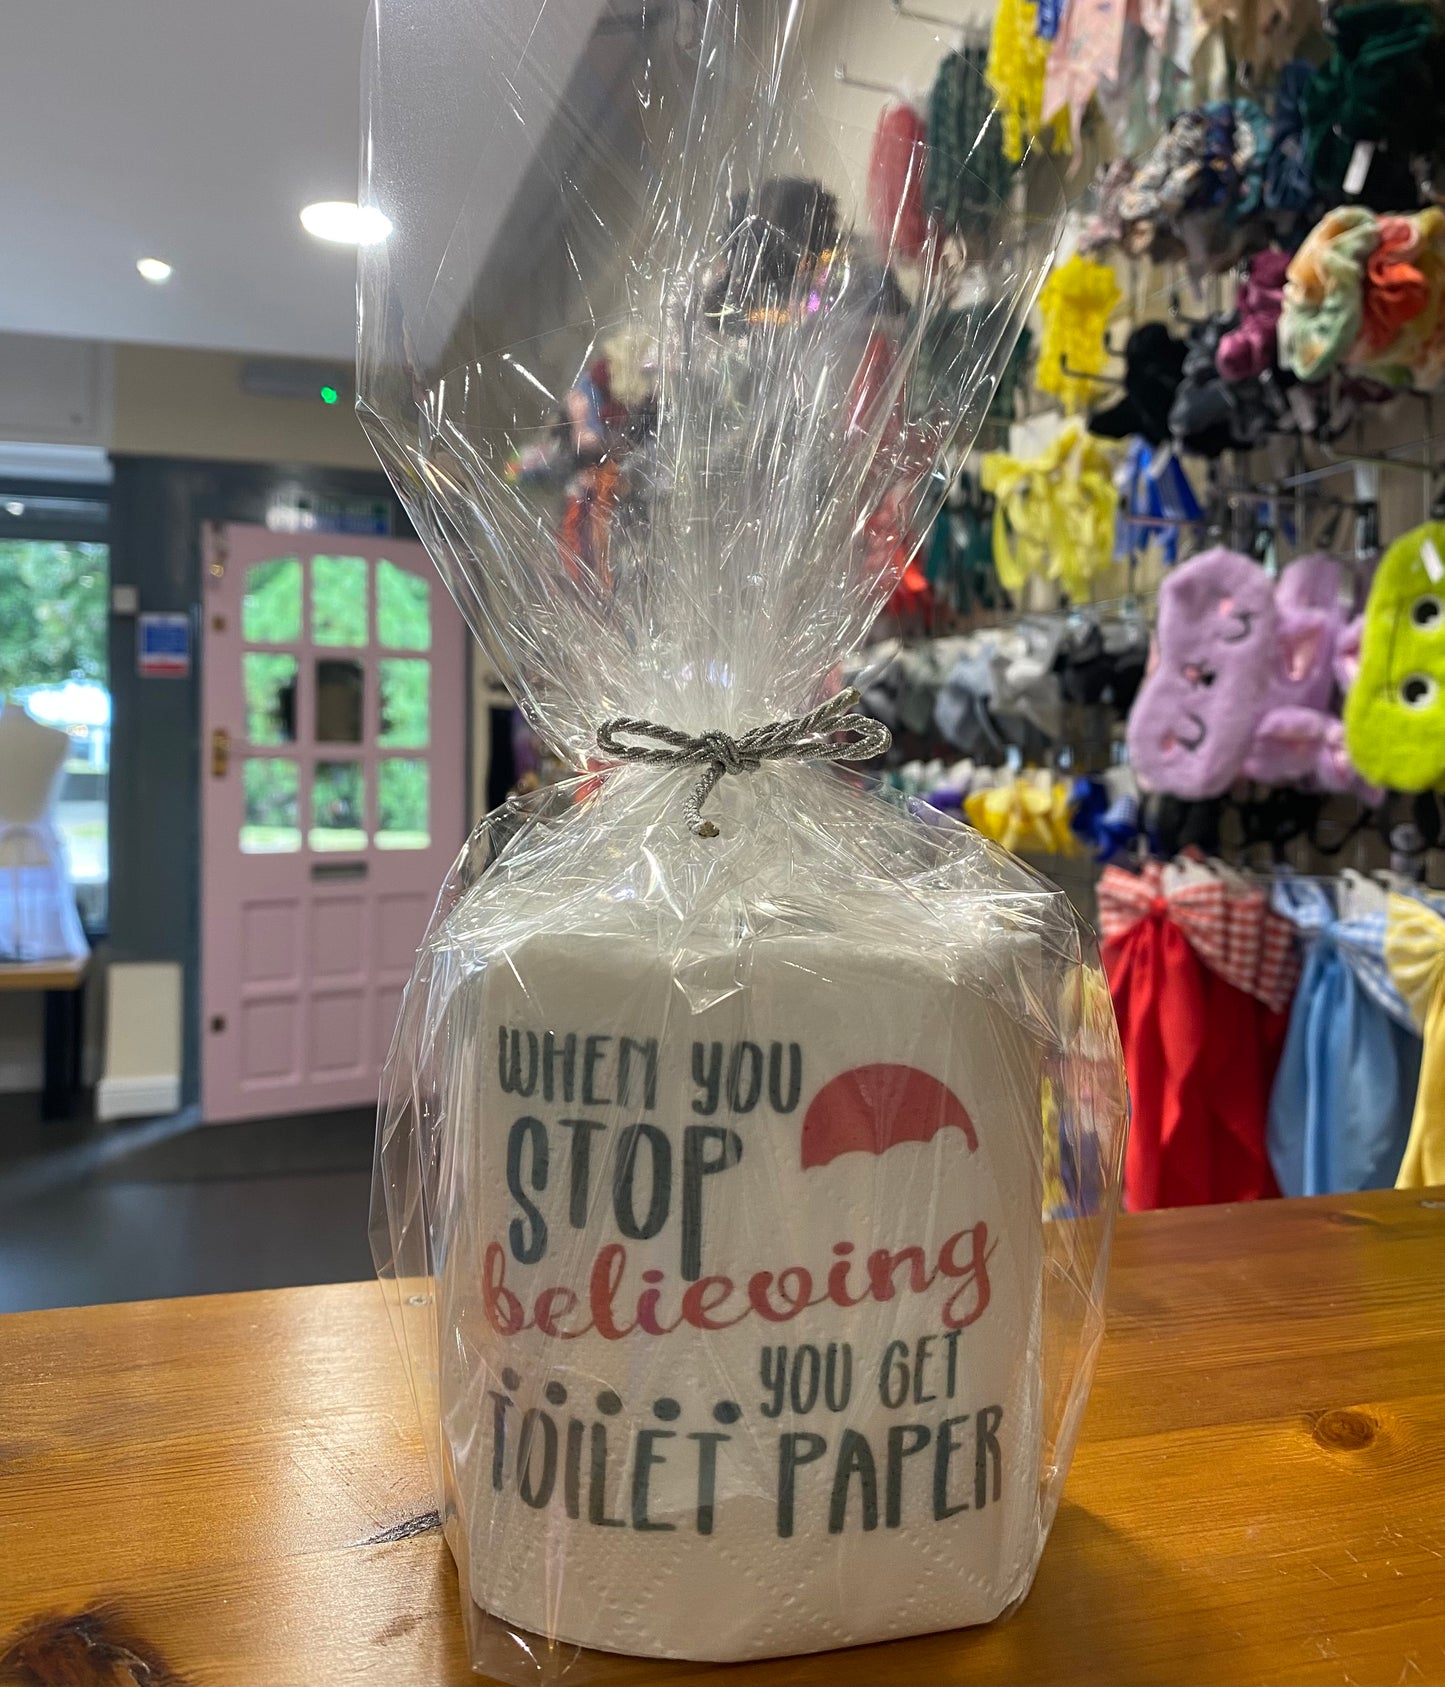 WHEN YOU
STOP
believing
..... YOU GET
TOILET PAPER